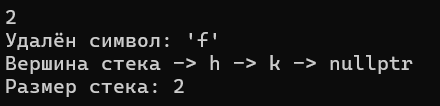 2
Удалён символ: 'f'
Вершина стека -> h -> k -> nullptr
Размер стека: 2